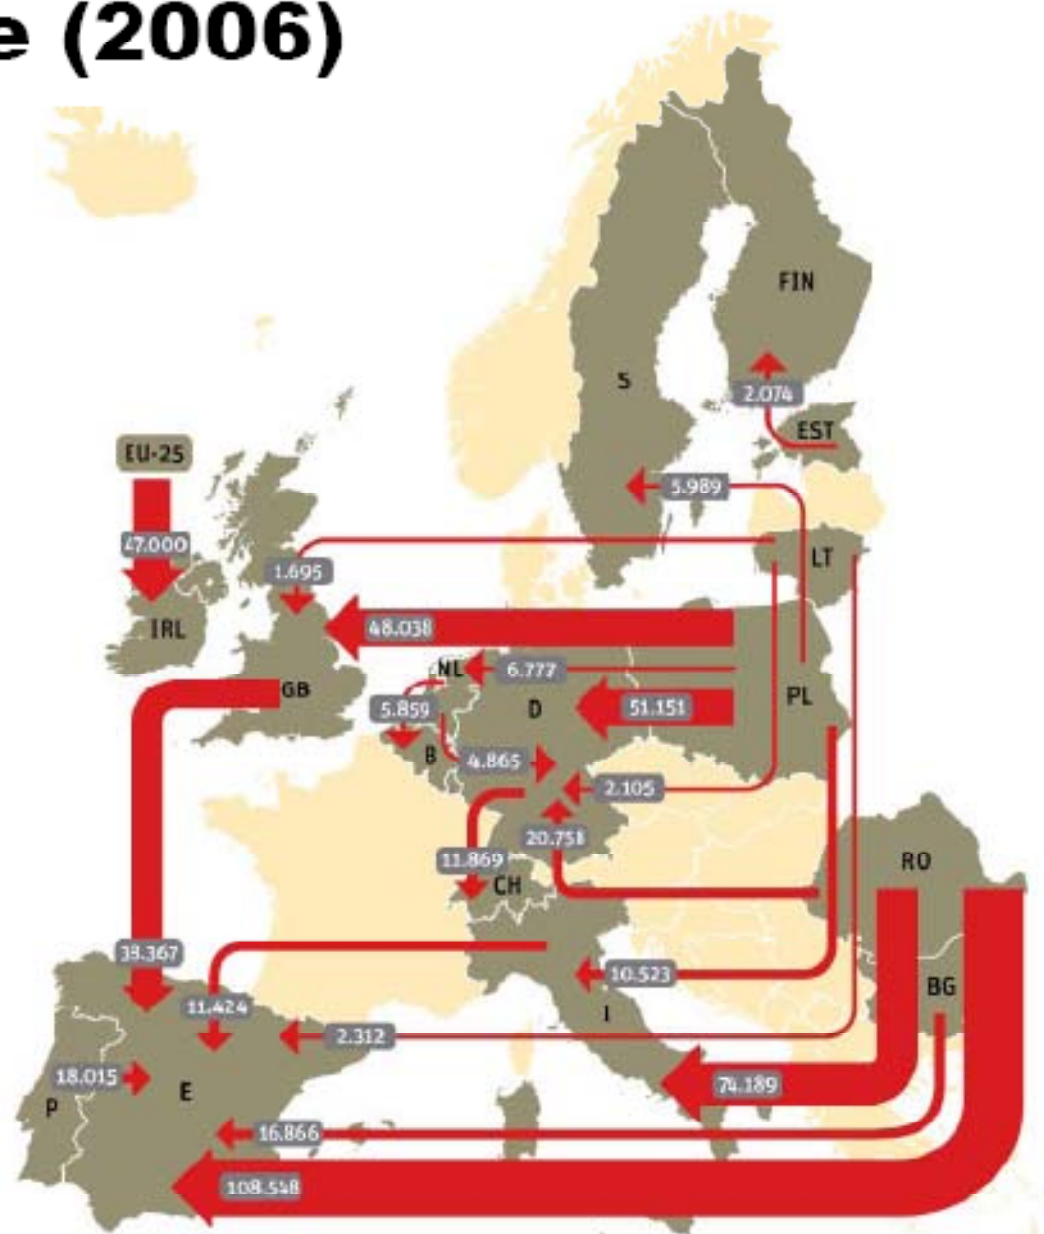 e (2006)
FIN
S
2.074
EST
EU-25
5.989
47.000
1.695
LT
IRL
48.038
NL
6.777
GB
5.859
D
51.151
PL
B
4.865
2.105
20.758
11.869
CH
RO
38.367
10.523
BG
11.424
I
2.312
18.015
74.189
E
P
16.866
108.548